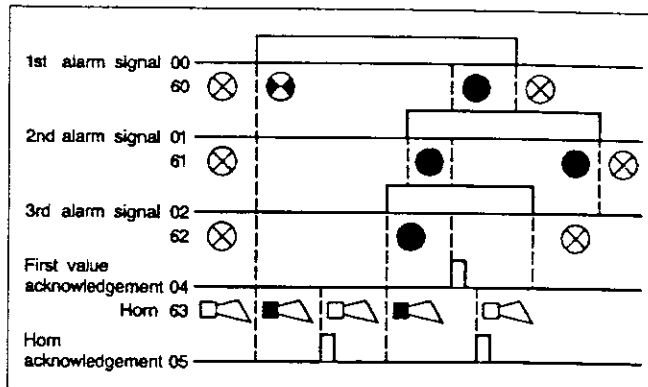 1st alarm signal 00
60
2nd alarm signal 01
61
3rd alarm signal 02
62
First value
acknowledgement 04
Horn 63
Horn
acknowledgement 05